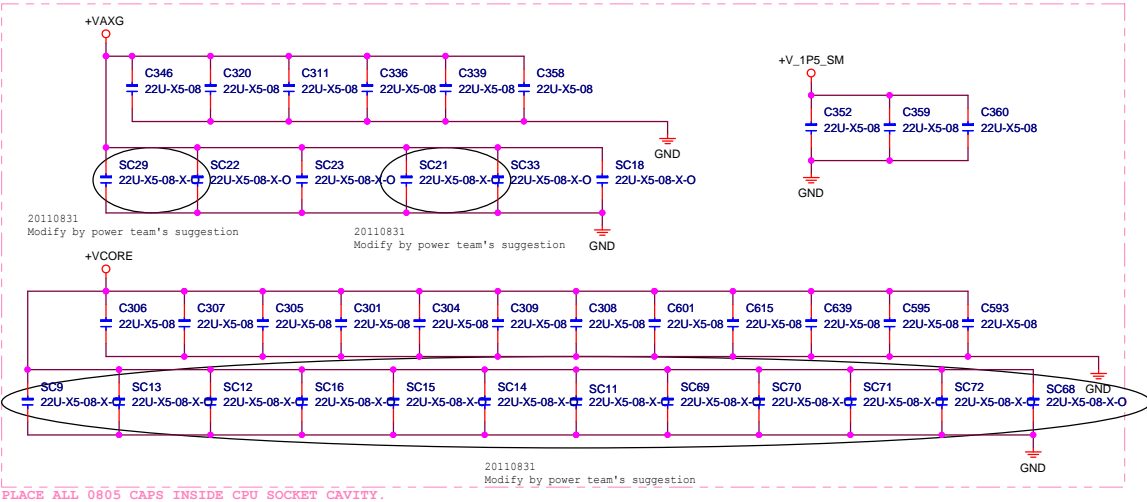 +VAXG
C346 C320 C311 C336 C339 C358
22U-X5-08 22U-X5-08 22U-X5-08 22U-X5-08 22U-X5-08 22U-X5-08
GND
SC29 SC22 SC23 SC21 SC33 SC18
22U-X5-08-X-O 22U-X5-08-X-O 22U-X5-08-X-O 22U-X5-08-X-O 22U-X5-08-X-O 22U-X5-08-X-O
GND
20110831
Modify by power team's suggestion
20110831
Modify by power team's suggestion
+V_1P5_SM
C352 C359 C360
22U-X5-08 22U-X5-08 22U-X5-08
GND
+VCORE
C306 C307 C305 C301 C304 C309 C308 C601 C615 C639 C595 C593
22U-X5-08 22U-X5-08 22U-X5-08 22U-X5-08 22U-X5-08 22U-X5-08 22U-X5-08 22U-X5-08 22U-X5-08 22U-X5-08 22U-X5-08 22U-X5-08
GND
SC9 SC13 SC12 SC16 SC15 SC14 SC11 SC69 SC70 SC71 SC72 SC68
22U-X5-08-X-O 22U-X5-08-X-O 22U-X5-08-X-O 22U-X5-08-X-O 22U-X5-08-X-O 22U-X5-08-X-O 22U-X5-08-X-O 22U-X5-08-X-O 22U-X5-08-X-O 22U-X5-08-X-O 22U-X5-08-X-O 22U-X5-08-X-O
GND
20110831
Modify by power team's suggestion
PLACE ALL 0805 CAPS INSIDE CPU SOCKET CAVITY.